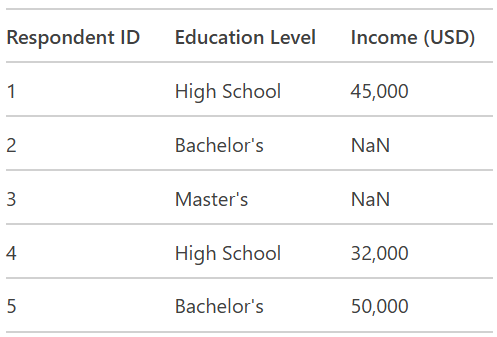 Respondent ID Education Level Income (USD)
1 High School 45,000
2 Bachelor's NaN
3 Master's NaN
4 High School 32,000
5 Bachelor's 50,000